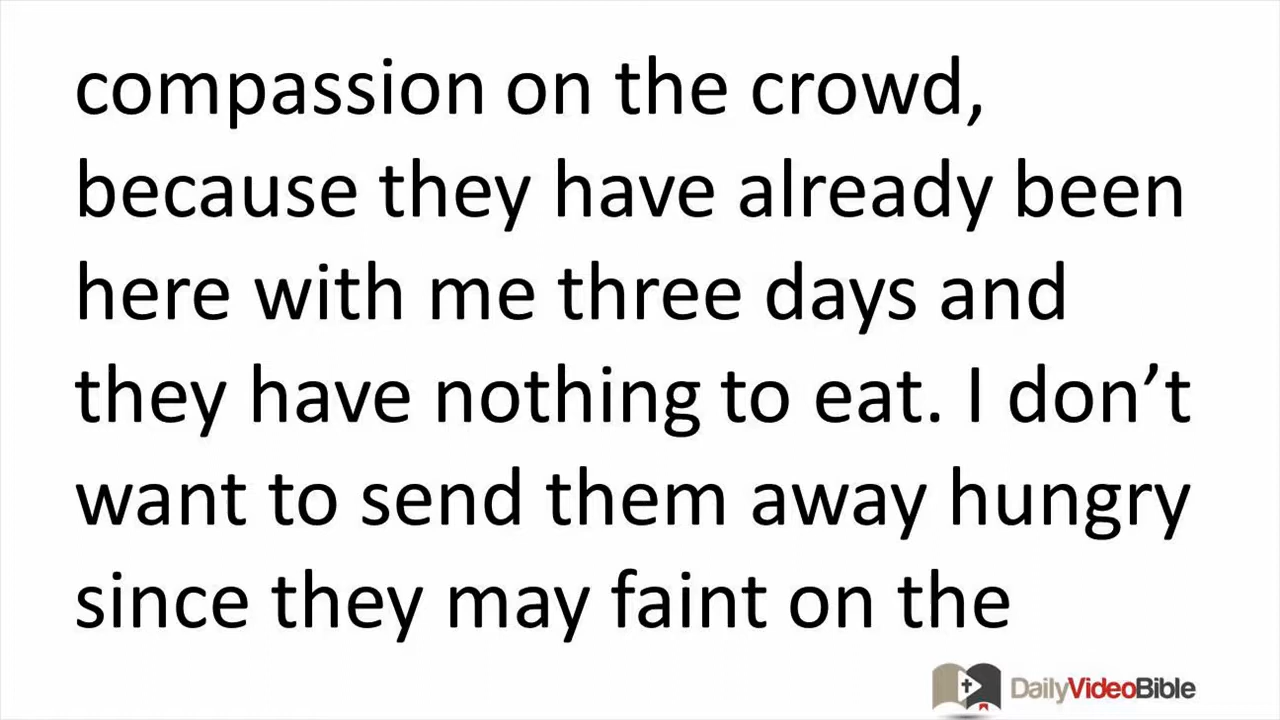 compassion on the crowd,
because they have already been
here with me three days and
they have nothing to eat. I don’t
want to send them away hungry
since they may faint on the
DailyVideoBible